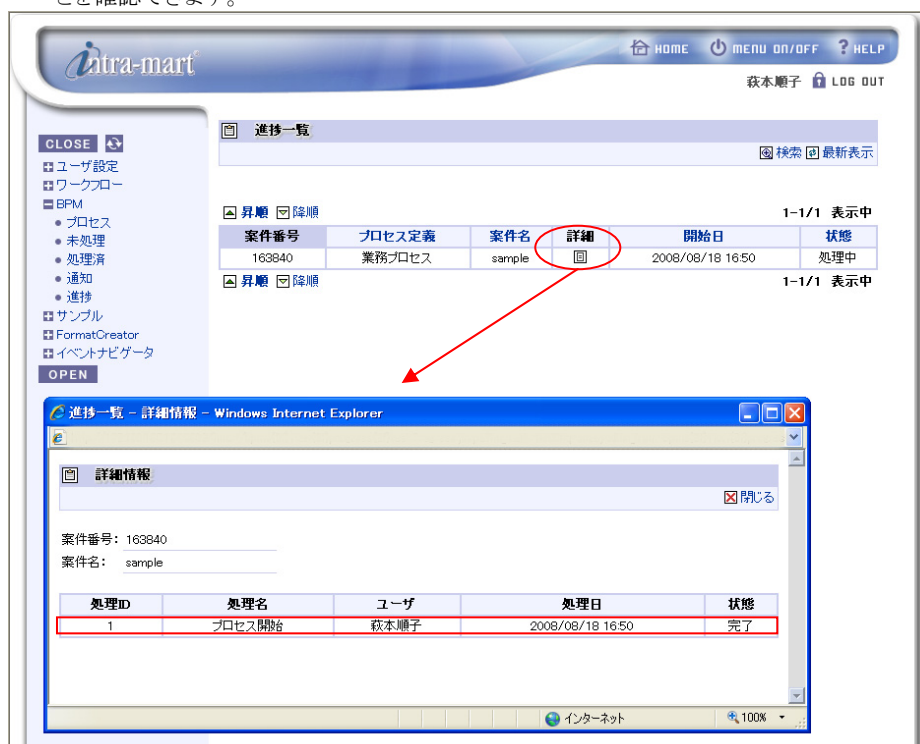 とを確認できます。
intra-mart
HOME MENU ON/OFF ? HELP
萩本順子 LOG OUT
CLOSE
ユーザ設定
ワークフロー
BPM
プロセス
未処理
処理済
通知
進捗
サンプル
FormatCreator
イベントナビゲータ
OPEN
進捗一覧
検索 最新表示
昇順 降順 1-1/1 表示中
案件番号 プロセス定義 案件名 詳細 開始日 状態
163840 業務プロセス sample 2008/08/18 16:50 処理中
昇順 降順 1-1/1 表示中
進捗一覧 - 詳細情報 - Windows Internet Explorer
詳細情報
閉じる
案件番号: 163840
案件名: sample
処理ID 処理名 ユーザ 処理日 状態
1 プロセス開始 萩本順子 2008/08/18 16:50 完了
インターネット 100%